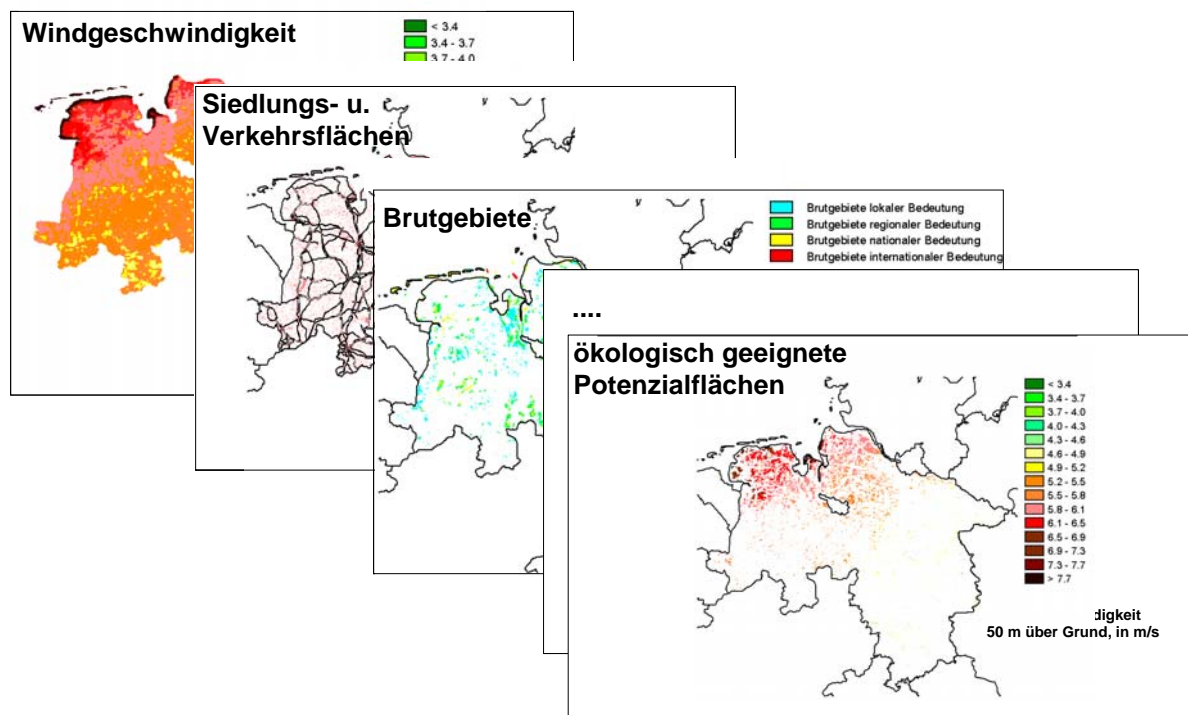 Windgeschwindigkeit
< 3.4
3.4 - 3.7
3.7 - 4.0
Siedlungs- u.
Verkehrsflächen
Brutgebiete
Brutgebiete lokaler Bedeutung
Brutgebiete regionaler Bedeutung
Brutgebiete nationaler Bedeutung
Brutgebiete internationaler Bedeutung
....
ökologisch geeignete
Potenzialflächen
< 3.4
3.4 - 3.7
3.7 - 4.0
4.0 - 4.3
4.3 - 4.6
4.6 - 4.9
4.9 - 5.2
5.2 - 5.5
5.5 - 5.8
5.8 - 6.1
6.1 - 6.5
6.5 - 6.9
6.9 - 7.3
7.3 - 7.7
> 7.7
digkeit
50 m über Grund, in m/s